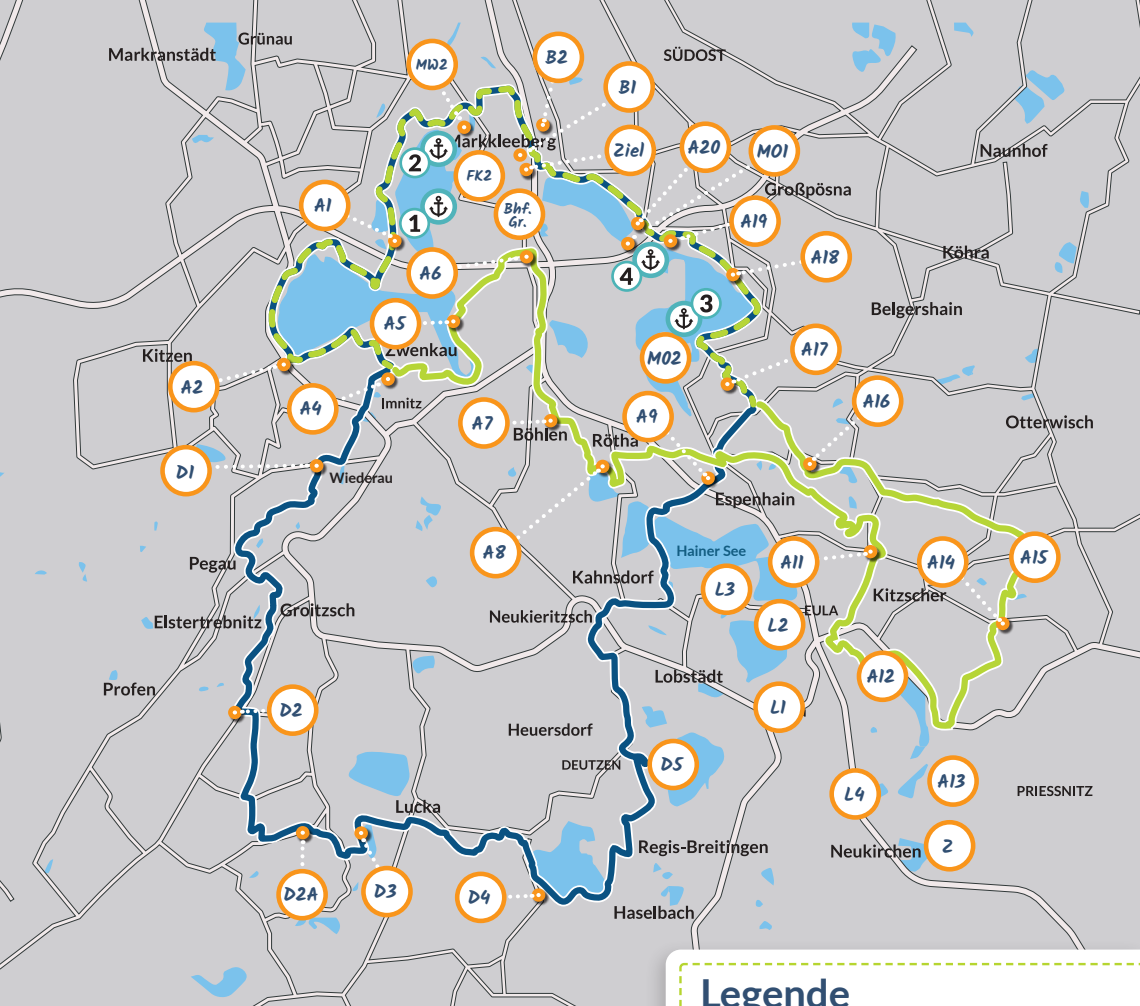 Grünau
Markranstädt
SÜDOST
MW2
B2
B1
Markkleeberg
Ziel
A20
MO1
Naunhof
2
FK2
Großpösna
A1
1
Bhf.
Gr.
A19
A6
4
A18
Köhra
A5
3
Belgershain
Zwenkau
Kitzen
MO2
A17
A2
A4
Imnitz
A9
A16
A7
Böhlen
Rötha
Otterwisch
D1
Wiederau
Espenhain
A8
Hainer See
A11
A14
A15
Pegau
Kahnsdorf
L3
Kitzscher
Groitzsch
Neukieritzsch
EULA
Elstertrebnitz
L2
Lobstädt
A12
Profen
D2
L1
Heuersdorf
DEUTZEN
D5
A13
L4
PRIESSNITZ
Lucka
Regis-Breitingen
Neukirchen
Z
D2A
D3
D4
Haselbach
Legende